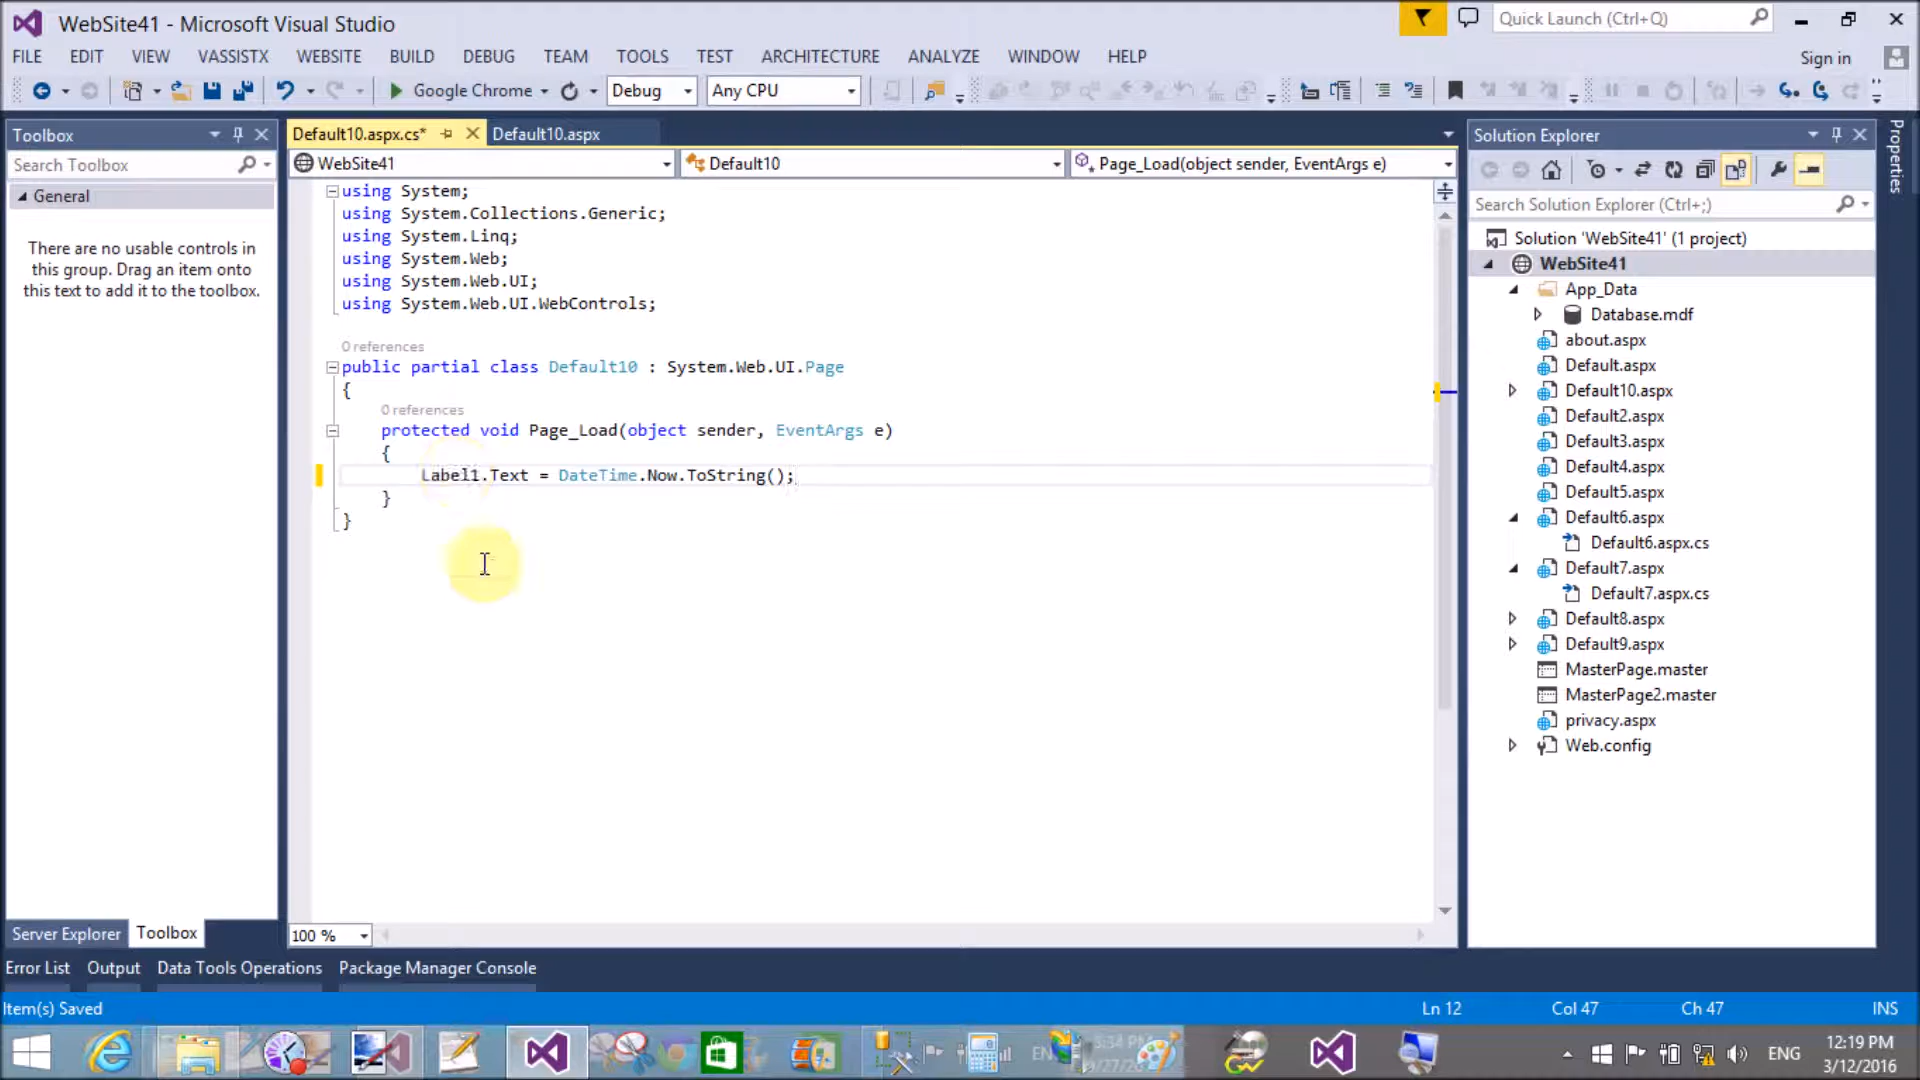 WebSite41 - Microsoft Visual Studio
Quick Launch (Ctrl+Q)
FILE EDIT VIEW VASSISTX WEBSITE BUILD DEBUG TEAM TOOLS TEST ARCHITECTURE ANALYZE WINDOW HELP
Sign in
Google Chrome Debug Any CPU
Toolbox
Search Toolbox
General
There are no usable controls in
this group. Drag an item onto
this text to add it to the toolbox.
Server Explorer Toolbox
Default10.aspx.cs* Default10.aspx
WebSite41 Default10 Page_Load(object sender, EventArgs e)
using System;
using System.Collections.Generic;
using System.Linq;
using System.Web;
using System.Web.UI;
using System.Web.UI.WebControls;
0 references
public partial class Default10 : System.Web.UI.Page
{
0 references
protected void Page_Load(object sender, EventArgs e)
{
Label1.Text = DateTime.Now.ToString();
}
}
100 %
Solution Explorer
Search Solution Explorer (Ctrl+;)
Solution 'WebSite41' (1 project)
WebSite41
App_Data
Database.mdf
about.aspx
Default.aspx
Default10.aspx
Default2.aspx
Default3.aspx
Default4.aspx
Default5.aspx
Default6.aspx
Default6.aspx.cs
Default7.aspx
Default7.aspx.cs
Default8.aspx
Default9.aspx
MasterPage.master
MasterPage2.master
privacy.aspx
Web.config
Properties
Error List Output Data Tools Operations Package Manager Console
Item(s) Saved
Ln 12 Col 47 Ch 47 INS
ENG
12:19 PM
3/12/2016